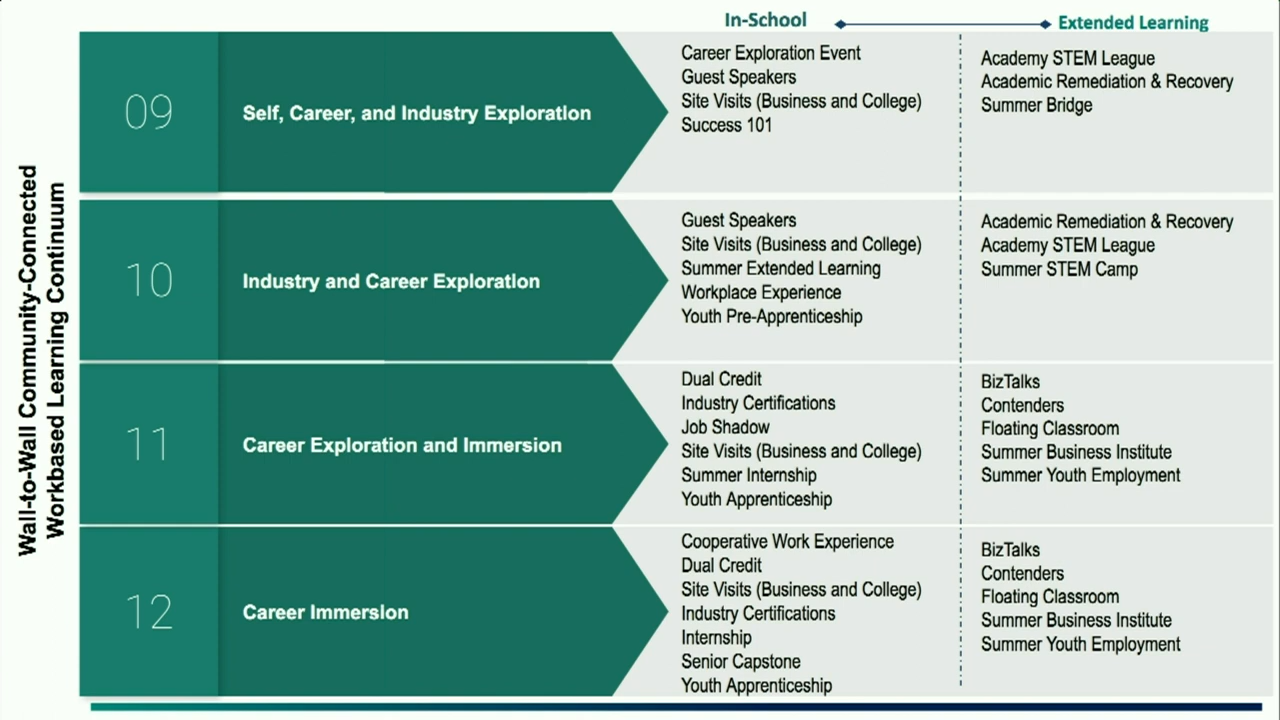 In-School
Extended Learning
Wall-to-Wall Community-Connected
Workbased Learning Continuum
09
Self, Career, and Industry Exploration
Career Exploration Event
Guest Speakers
Site Visits (Business and College)
Success 101
Academy STEM League
Academic Remediation & Recovery
Summer Bridge
10
Industry and Career Exploration
Guest Speakers
Site Visits (Business and College)
Summer Extended Learning
Workplace Experience
Youth Pre-Apprenticeship
Academic Remediation & Recovery
Academy STEM League
Summer STEM Camp
11
Career Exploration and Immersion
Dual Credit
Industry Certifications
Job Shadow
Site Visits (Business and College)
Summer Internship
Youth Apprenticeship
BizTalks
Contenders
Floating Classroom
Summer Business Institute
Summer Youth Employment
12
Career Immersion
Cooperative Work Experience
Dual Credit
Site Visits (Business and College)
Industry Certifications
Internship
Senior Capstone
Youth Apprenticeship
BizTalks
Contenders
Floating Classroom
Summer Business Institute
Summer Youth Employment